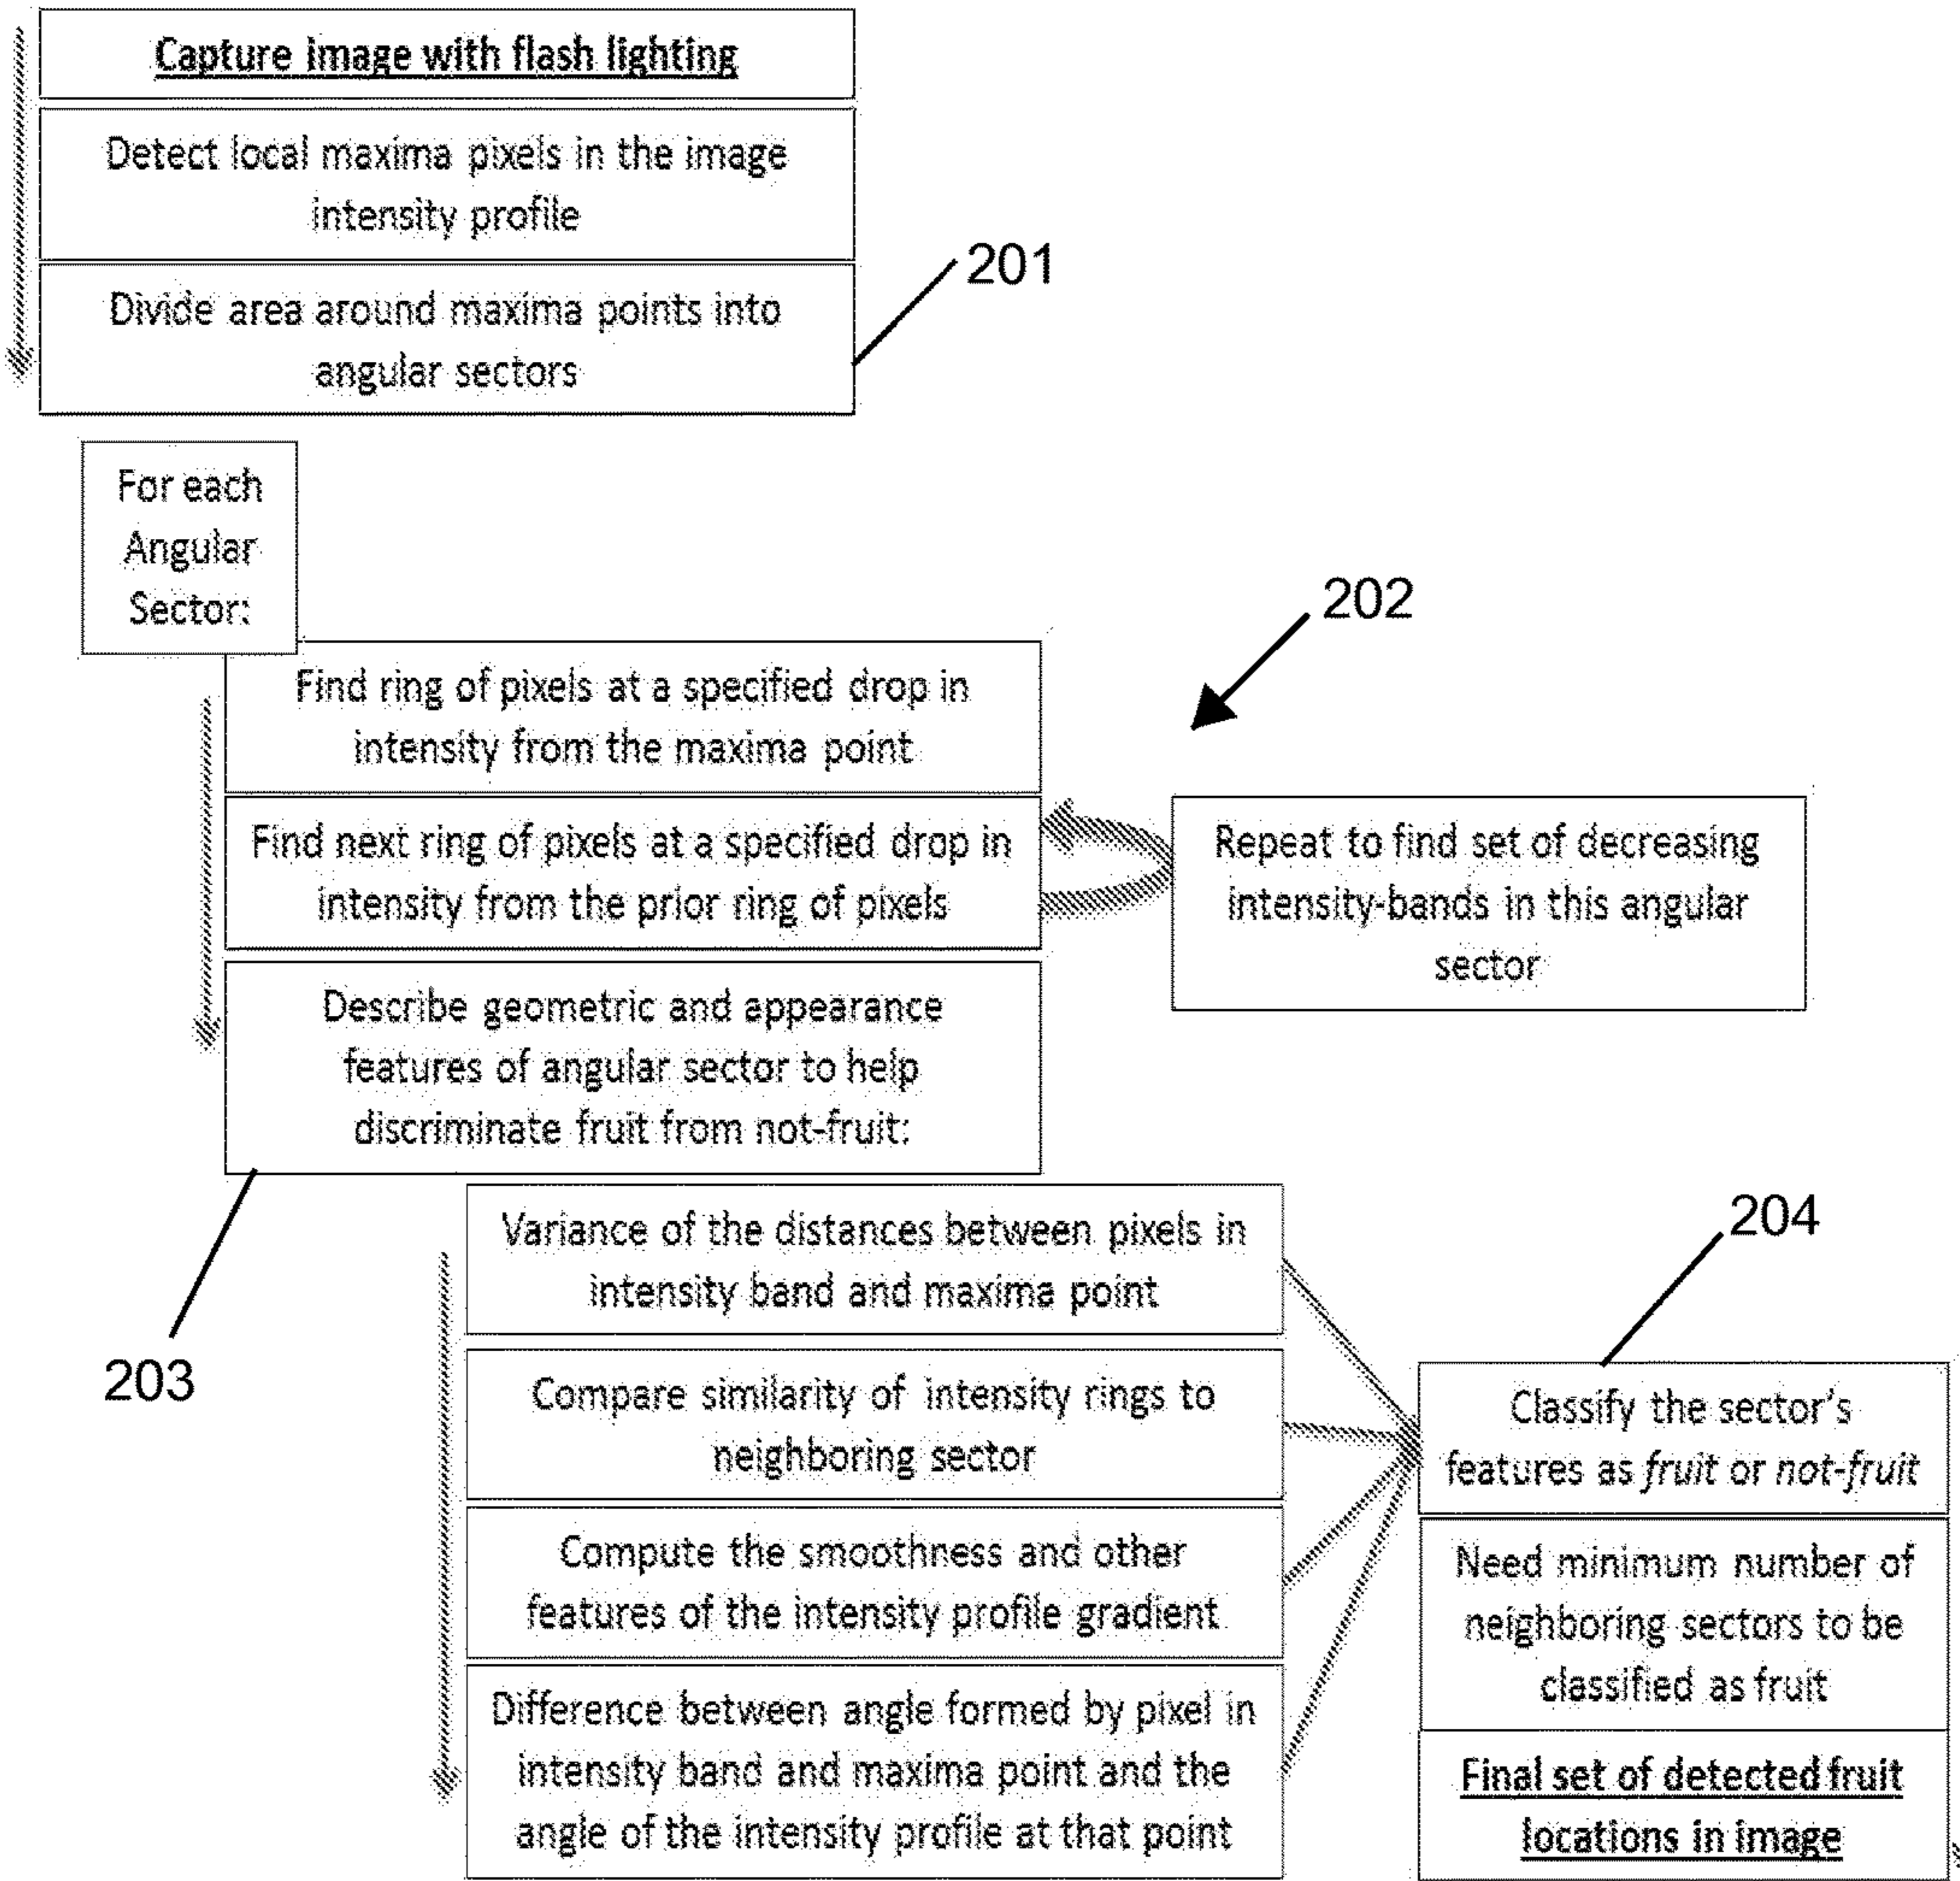 Capture image with flash lighting
Detect local maxima pixels in the image
intensity profile
Divide area around maxima points into
angular sectors
201
For each
Angular
Sector:
202
Find ring of pixels at a specified drop in
intensity from the maxima point
Find next ring of pixels at a specified drop in
intensity from the prior ring of pixels
Repeat to find set of decreasing
intensity-bands in this angular
sector
Describe geometric and appearance
features of angular sector to help
discriminate fruit from not-fruit:
203
Variance of the distances between pixels in
intensity band and maxima point
Compare similarity of intensity rings to
neighboring sector
Compute the smoothness and other
features of the intensity profile gradient
Difference between angle formed by pixel in
intensity band and maxima point and the
angle of the intensity profile at that point
204
Classify the sector's
features as fruit or not-fruit
Need minimum number of
neighboring sectors to be
classified as fruit
Final set of detected fruit
locations in image